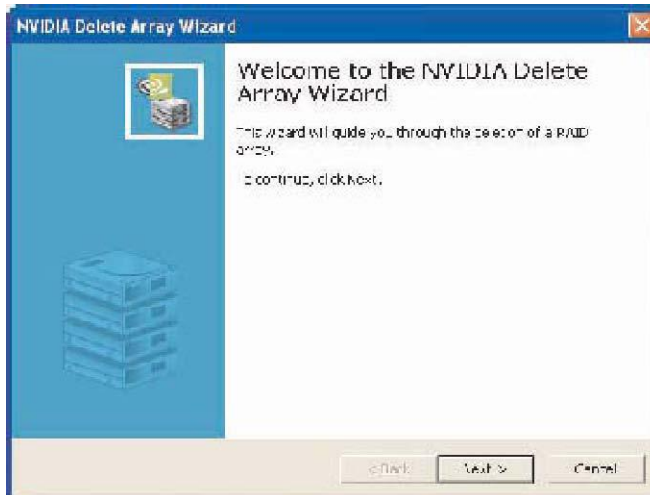 NVIDIA Delete Array Wizard
Welcome to the NVIDIA Delete
Array Wizard
This wizard will guide you through the deletion of a RAID
array.
To continue, click Next.
< Back
Next >
Cancel